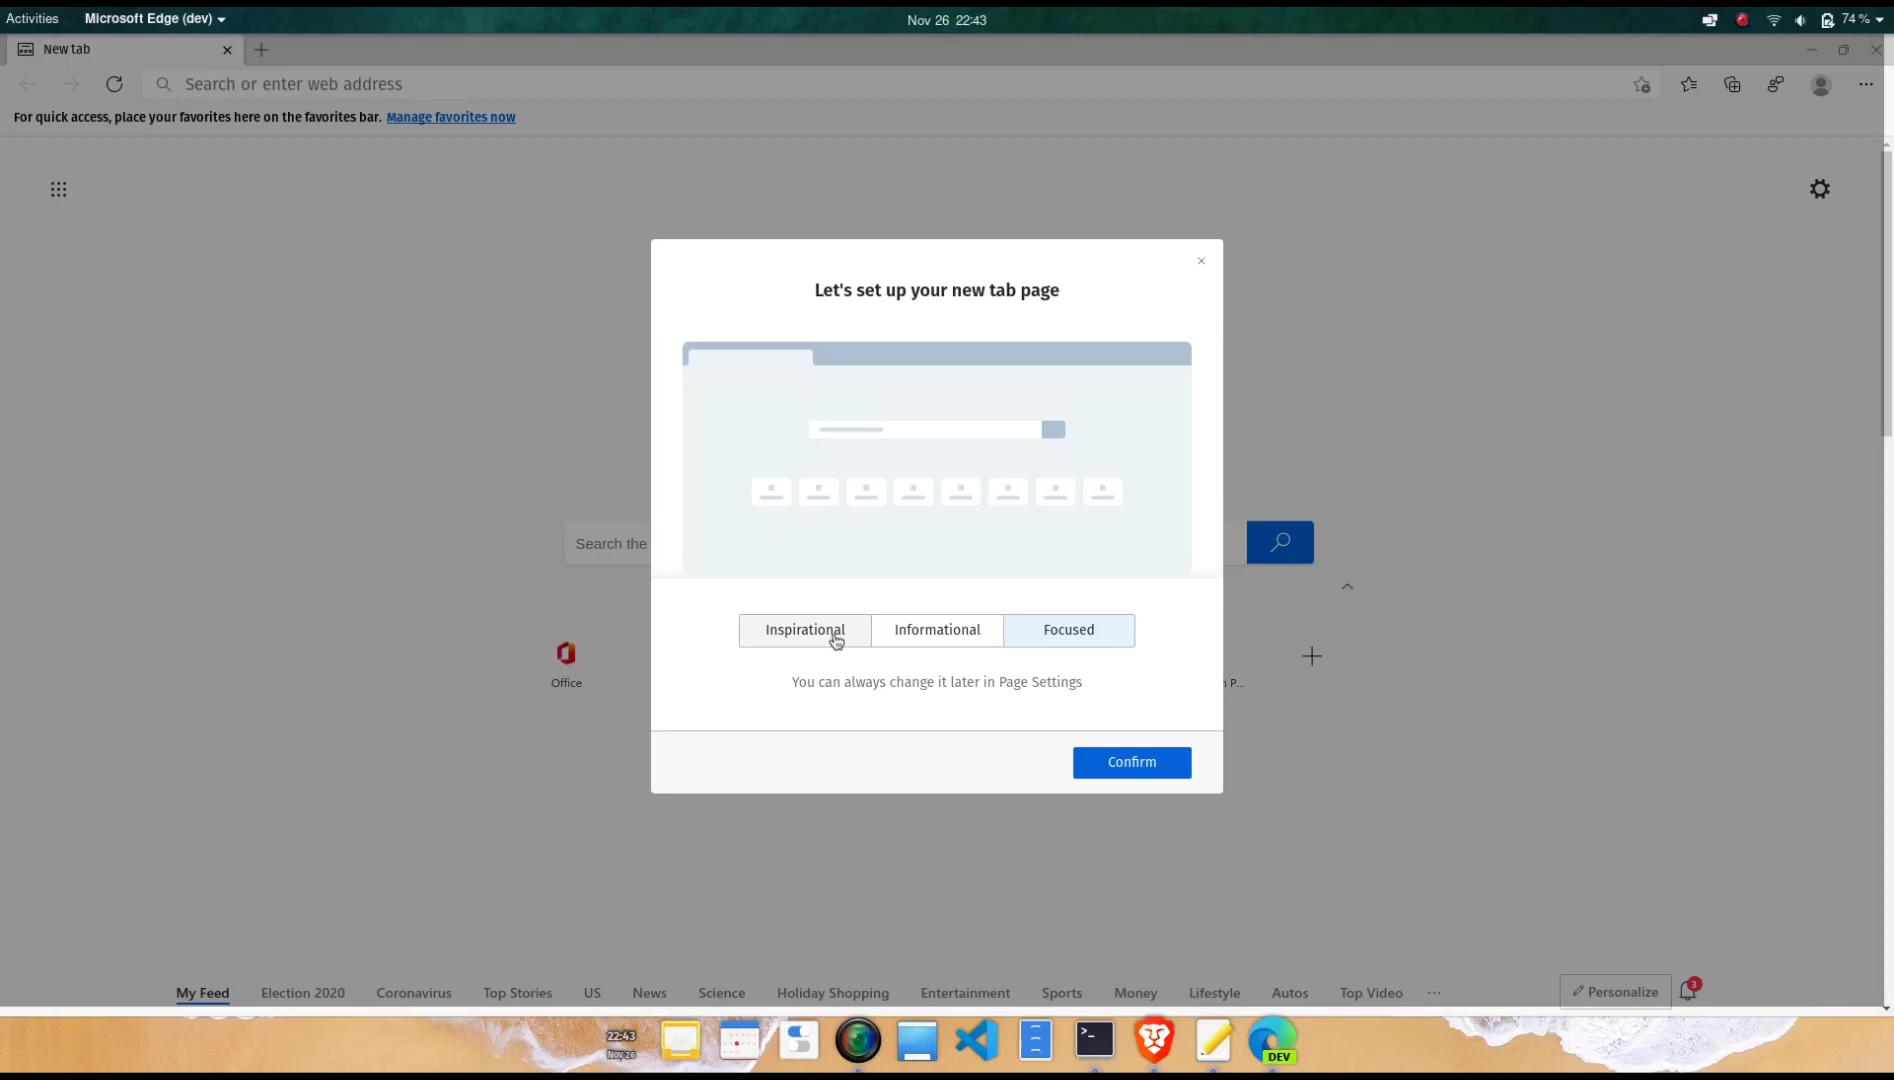 Activities Microsoft Edge (dev) Nov 26 22:43 74 %
New tab
Search or enter web address
For quick access, place your favorites here on the favorites bar. Manage favorites now
Let's set up your new tab page
Search the
Inspirational Informational Focused
Office
You can always change it later in Page Settings
P...
Confirm
My Feed Election 2020 Coronavirus Top Stories US News Science Holiday Shopping Entertainment Sports Money Lifestyle Autos Top Video ... Personalize 3
22:43
Nov 26
>_
DEV